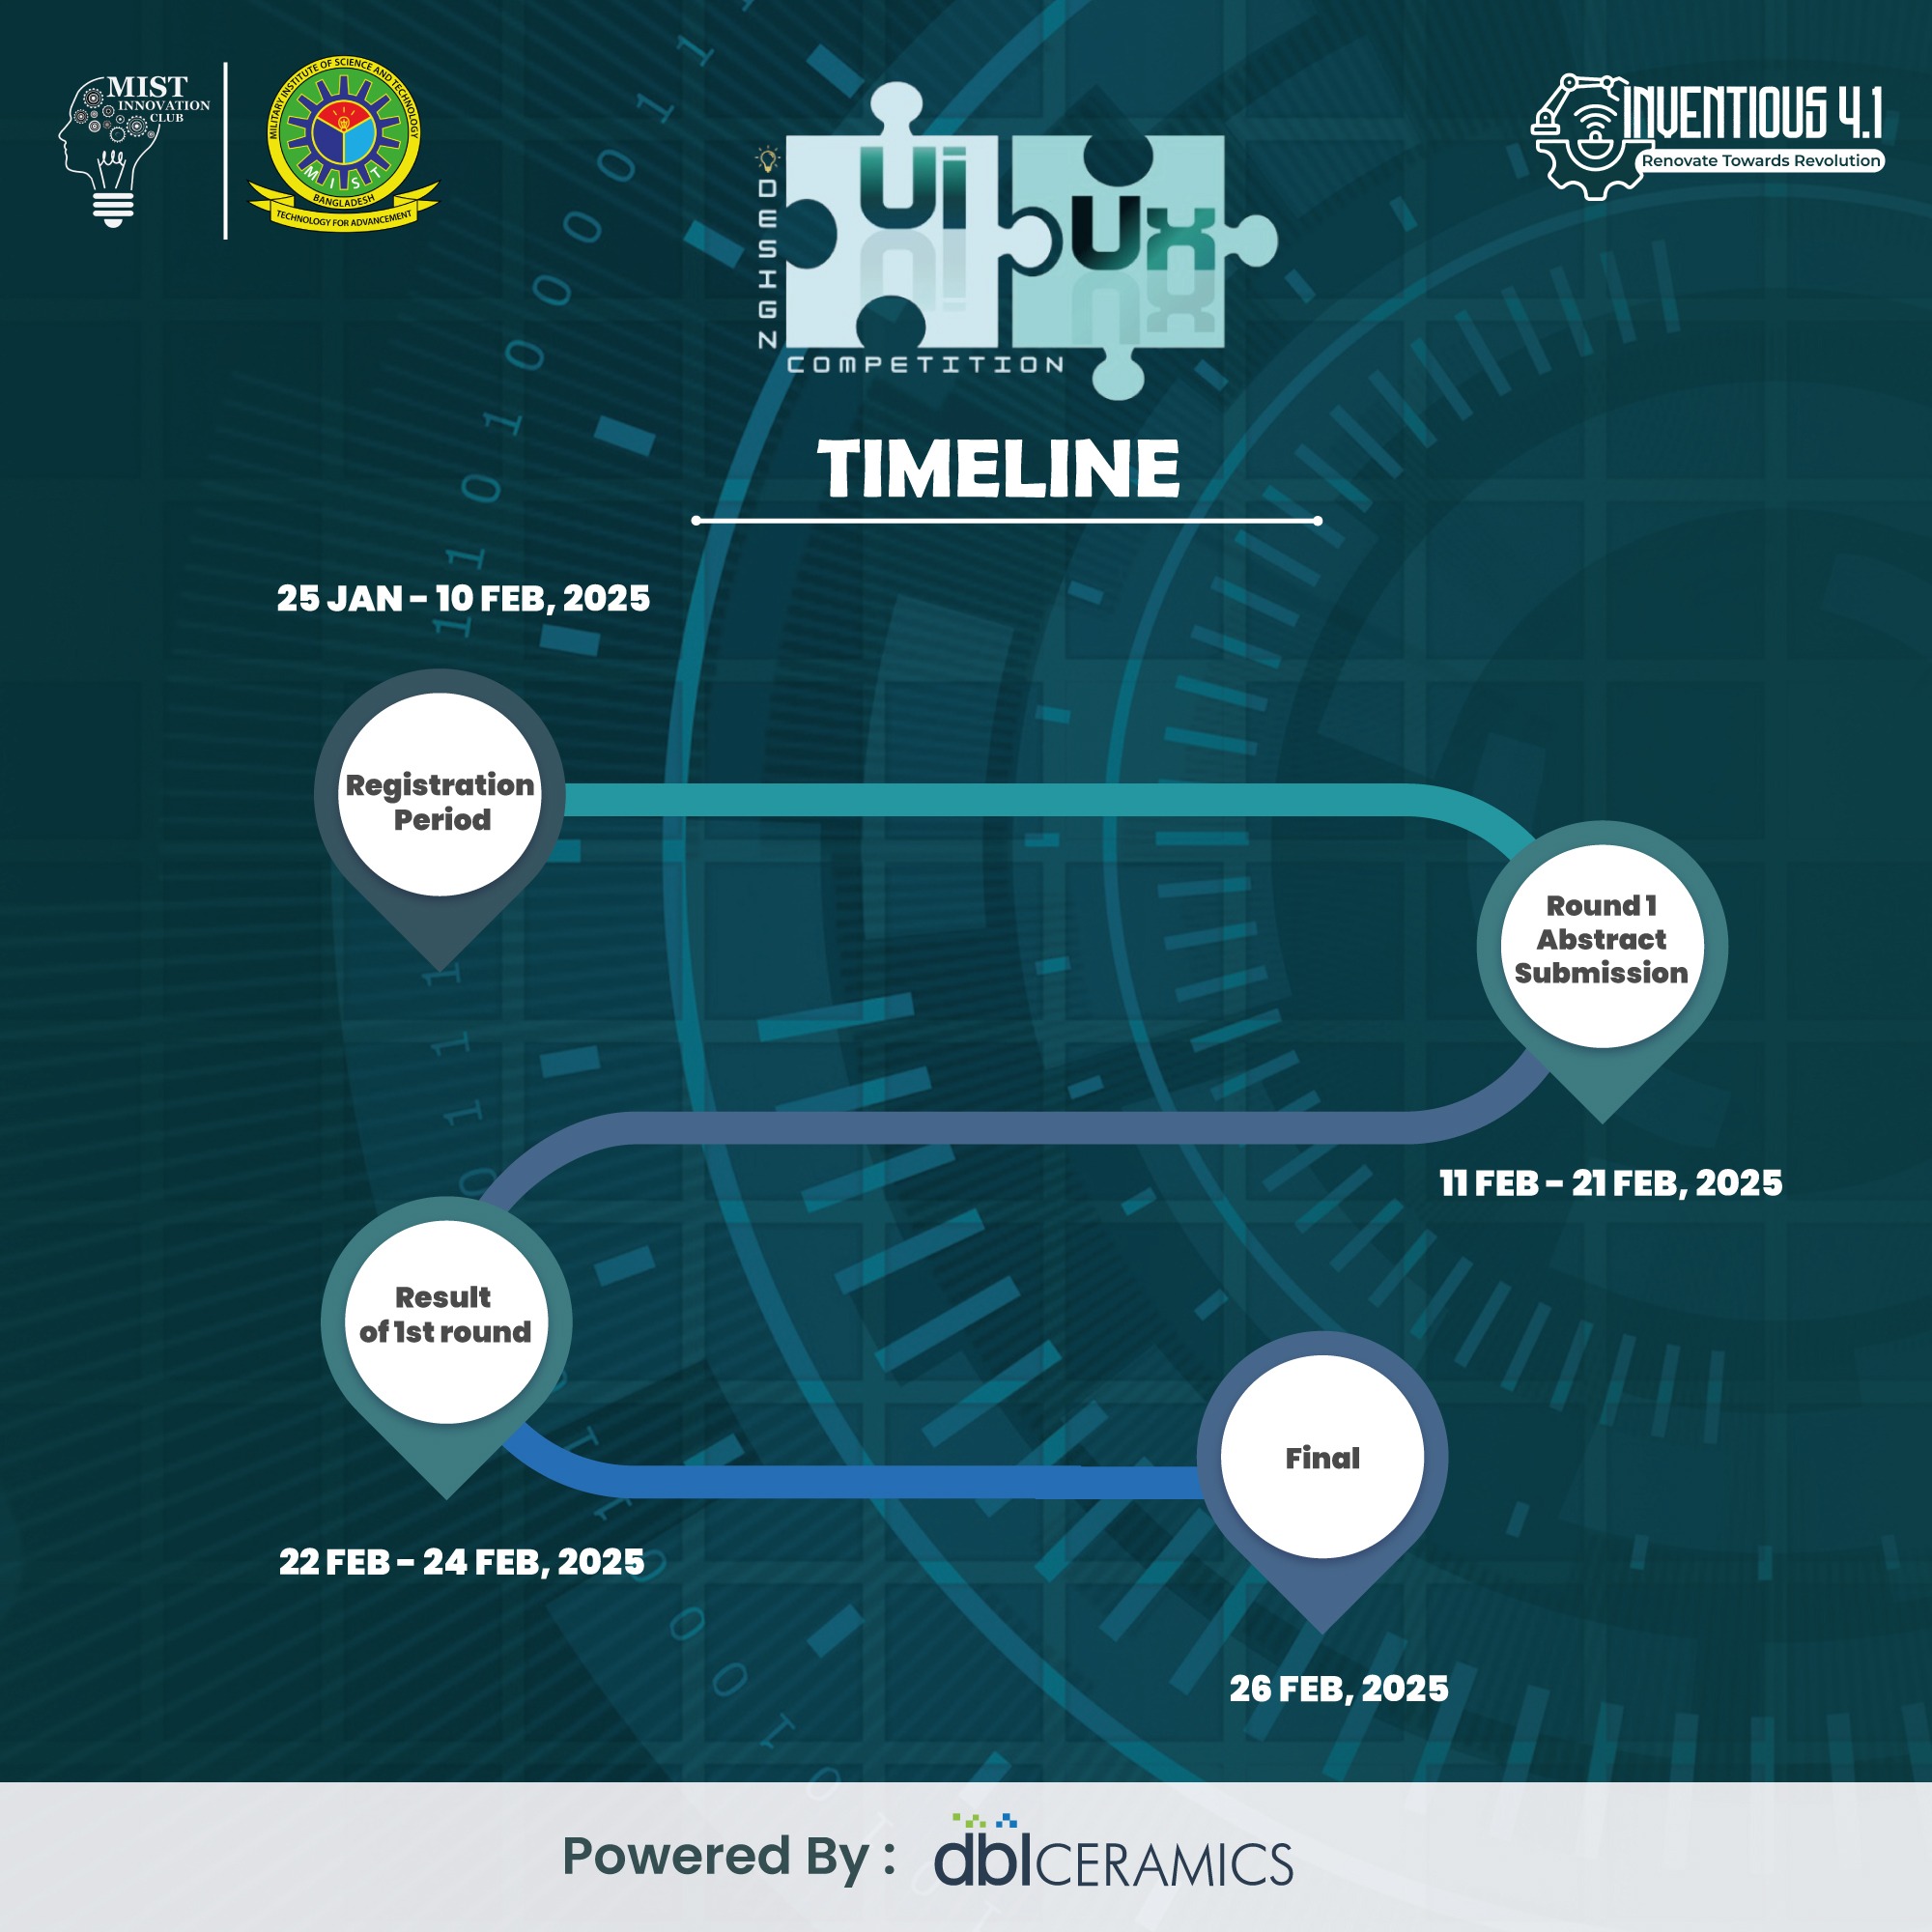 MIST
INNOVATION
CLUB
MILITARY INSTITUTE OF SCIENCE AND TECHNOLOGY
MIST
BANGLADESH
TECHNOLOGY FOR ADVANCEMENT
DESIGN
Ui
Ux
COMPETITION
INVENTIOUS 4.1
Renovate Towards Revolution
TIMELINE
25 JAN - 10 FEB, 2025
Registration
Period
Round 1
Abstract
Submission
11 FEB - 21 FEB, 2025
Result
of 1st round
22 FEB - 24 FEB, 2025
Final
26 FEB, 2025
Powered By : dblCERAMICS